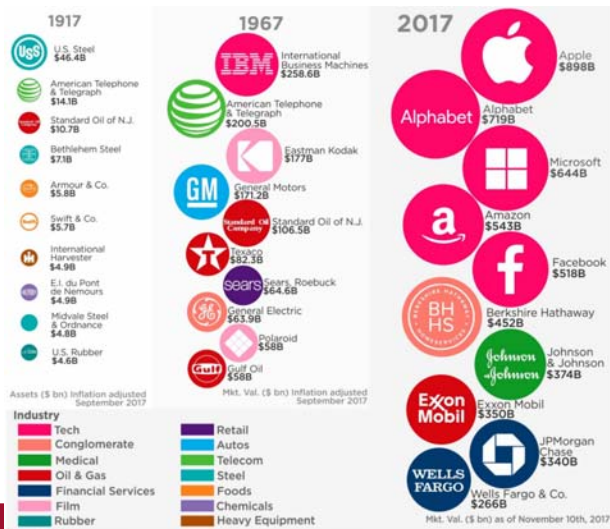 1917
USS
U.S. Steel
$46.4B
American Telephone
& Telegraph
$14.1B
Standard Oil of N.J.
$10.7B
Bethlehem Steel
$7.1B
Armour & Co.
$5.8B
Swift & Co.
$5.7B
International
Harvester
$4.9B
E.I. du Pont
de Nemours
$4.9B
Midvale Steel
& Ordnance
$4.8B
U.S. Rubber
$4.6B
Assets ($ bn) Inflation adjusted
September 2017
1967
IBM
International
Business Machines
$258.6B
American Telephone
& Telegraph
$200.5B
Eastman Kodak
$177B
GM
General Motors
$171.2B
Standard Oil
Company
Standard Oil of N.J.
$106.5B
T
Texaco
$82.3B
sears
Sears, Roebuck
$64.6B
General Electric
$63.9B
Polaroid
$58B
Gulf
Gulf Oil
$58B
Mkt. Val. ($ bn) Inflation adjusted
September 2017
2017
Apple
$898B
Alphabet
Alphabet
$719B
Microsoft
$644B
a
Amazon
$543B
f
Facebook
$518B
BERKSHIRE HATHAWAY
BH
HS
HOMESERVICES
Berkshire Hathaway
$452B
Johnson
& Johnson
Johnson
& Johnson
$374B
Exxon
Mobil
Exxon Mobil
$350B
JPMorgan
Chase
$340B
WELLS
FARGO
Wells Fargo & Co.
$266B
Mkt. Val. ($ bn) as of November 10th, 2017
Industry
Tech
Conglomerate
Medical
Oil & Gas
Financial Services
Film
Rubber
Retail
Autos
Telecom
Steel
Foods
Chemicals
Heavy Equipment